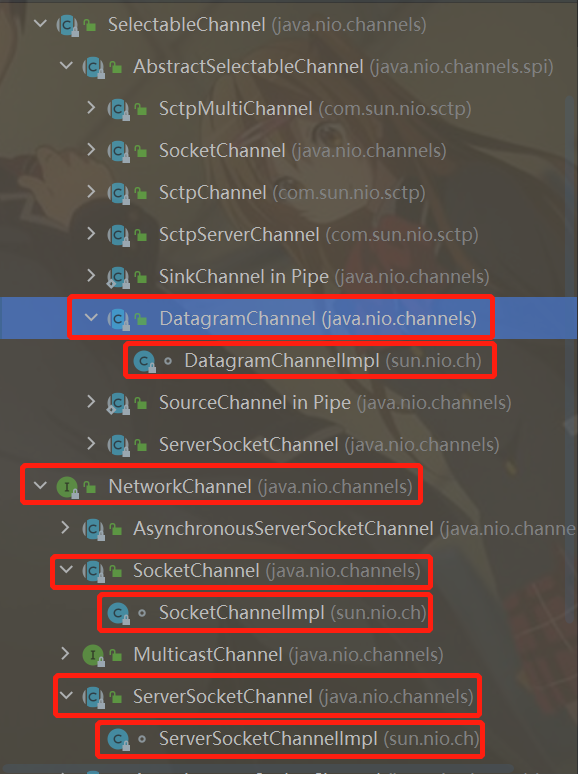 SelectableChannel (java.nio.channels)
AbstractSelectableChannel (java.nio.channels.spi)
SctpMultiChannel (com.sun.nio.sctp)
SocketChannel (java.nio.channels)
SctpChannel (com.sun.nio.sctp)
SctpServerChannel (com.sun.nio.sctp)
SinkChannel in Pipe (java.nio.channels)
DatagramChannel (java.nio.channels)
DatagramChannelImpl (sun.nio.ch)
SourceChannel in Pipe (java.nio.channels)
ServerSocketChannel (java.nio.channels)
NetworkChannel (java.nio.channels)
AsynchronousServerSocketChannel (java.nio.channe
SocketChannel (java.nio.channels)
SocketChannelImpl (sun.nio.ch)
MulticastChannel (java.nio.channels)
ServerSocketChannel (java.nio.channels)
ServerSocketChannelImpl (sun.nio.ch)